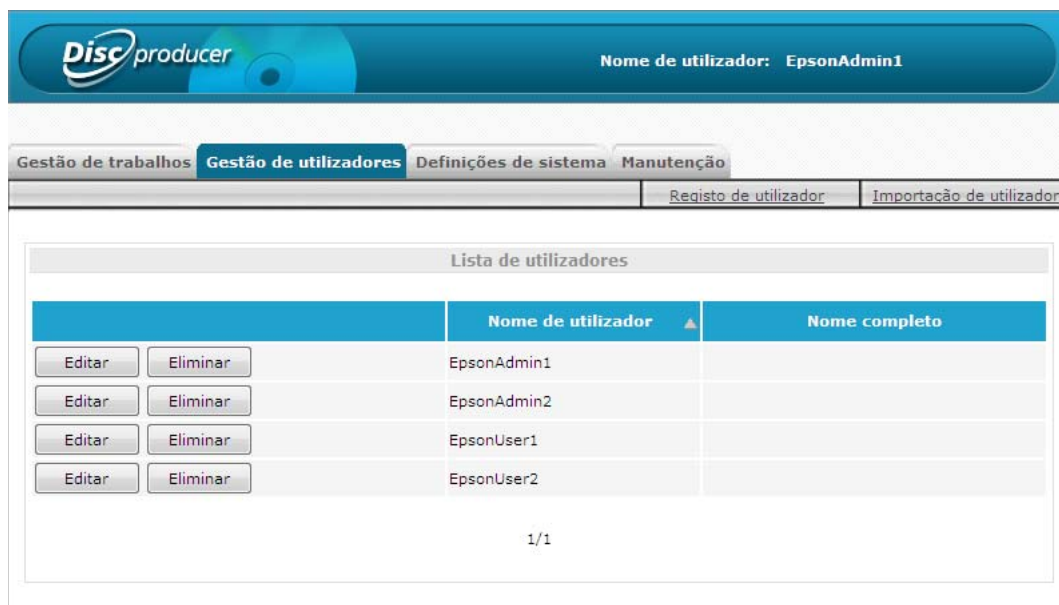 Disc producer
Nome de utilizador: EpsonAdmin1
Gestão de trabalhos Gestão de utilizadores Definições de sistema Manutenção
Registo de utilizador Importação de utilizador
Lista de utilizadores
Nome de utilizador Nome completo
Editar Eliminar EpsonAdmin1
Editar Eliminar EpsonAdmin2
Editar Eliminar EpsonUser1
Editar Eliminar EpsonUser2
1/1